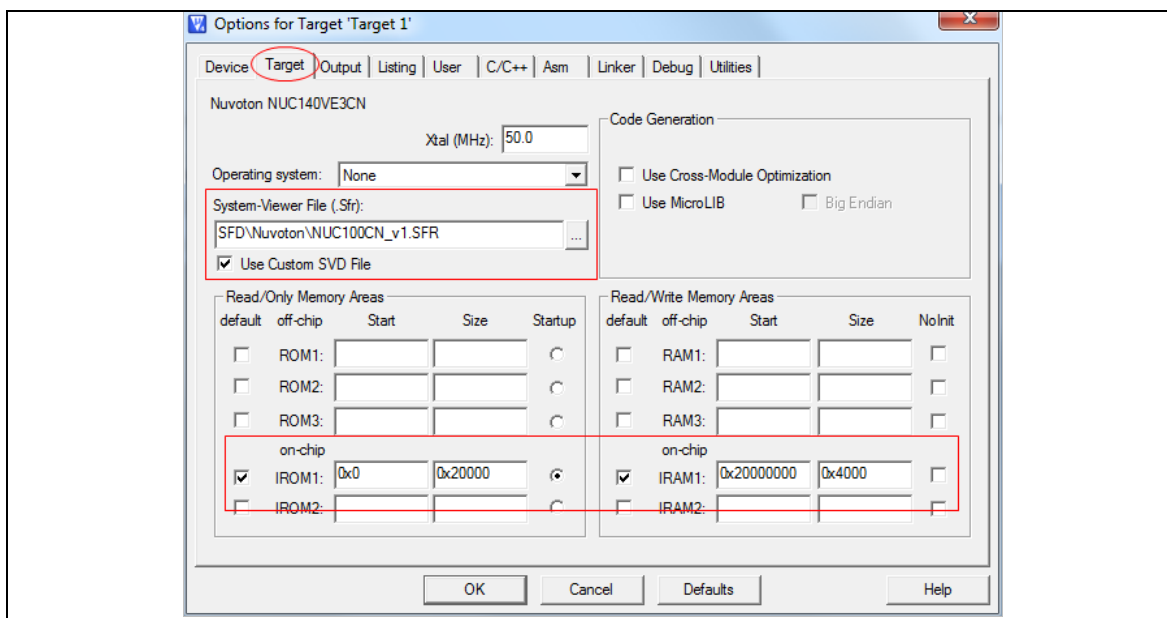 Options for Target 'Target 1'
Device Target Output Listing User C/C++ Asm Linker Debug Utilities
Nuvoton NUC140VE3CN
Xtal (MHz): 50.0
Operating system: None
System-Viewer File (.Sfr):
SFD\Nuvoton\NUC100CN_v1.SFR
...
Use Custom SVD File
Code Generation
Use Cross-Module Optimization
Use MicroLIB Big Endian
Read/Only Memory Areas
default off-chip Start Size Startup
ROM1:
ROM2:
ROM3:
on-chip
IROM1: 0x0 0x20000
IROM2:
Read/Write Memory Areas
default off-chip Start Size NoInit
RAM1:
RAM2:
RAM3:
on-chip
IRAM1: 0x20000000 0x4000
IRAM2:
OK Cancel Defaults Help